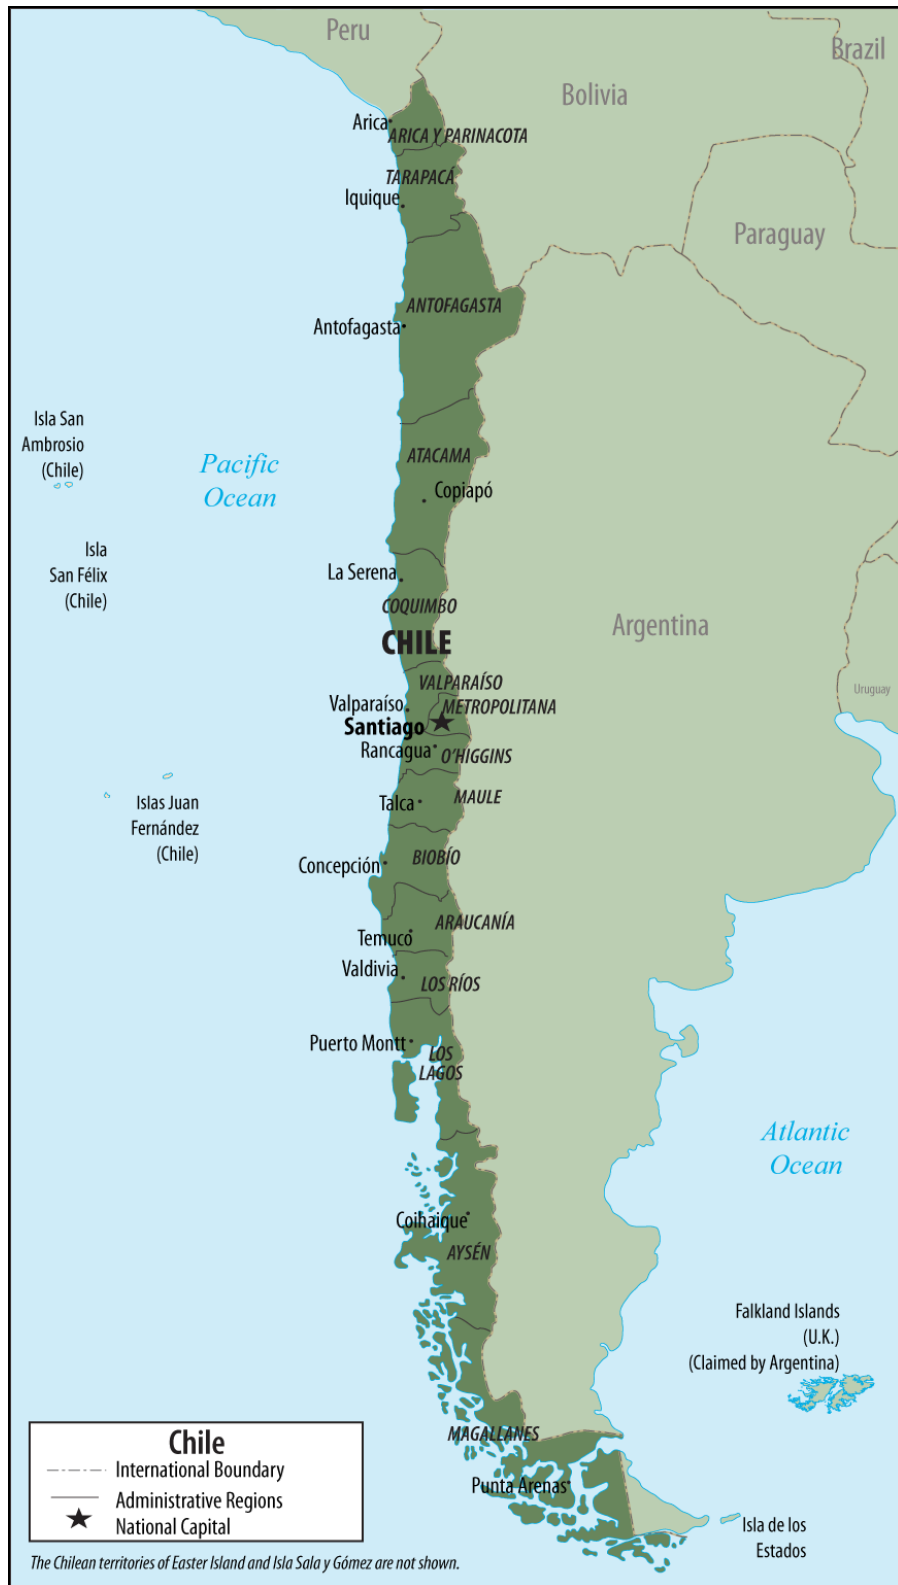 Peru
Brazil
Bolivia
Arica
ARICA Y PARINACOTA
TARAPACÁ
Iquique
Paraguay
ANTOFAGASTA
Antofagasta
Isla San
Ambrosio
(Chile)
Pacific
Ocean
ATACAMA
Copiapó
Isla
San Félix
(Chile)
La Serena
COQUIMBO
Argentina
CHILE
VALPARAÍSO
Uruguay
Valparaíso
METROPOLITANA
Santiago
Rancagua
O'HIGGINS
Islas Juan
Fernández
(Chile)
Talca
MAULE
BIOBÍO
Concepción
ARAUCANÍA
Temuco
Valdivia
LOS RÍOS
Puerto Montt
LOS
LAGOS
Atlantic
Ocean
Coihaique
AYSÉN
Falkland Islands
(U.K.)
(Claimed by Argentina)
MAGALLANES
Punta Arenas
Isla de los
Estados
Chile
International Boundary
Administrative Regions
National Capital
The Chilean territories of Easter Island and Isla Sala y Gómez are not shown.